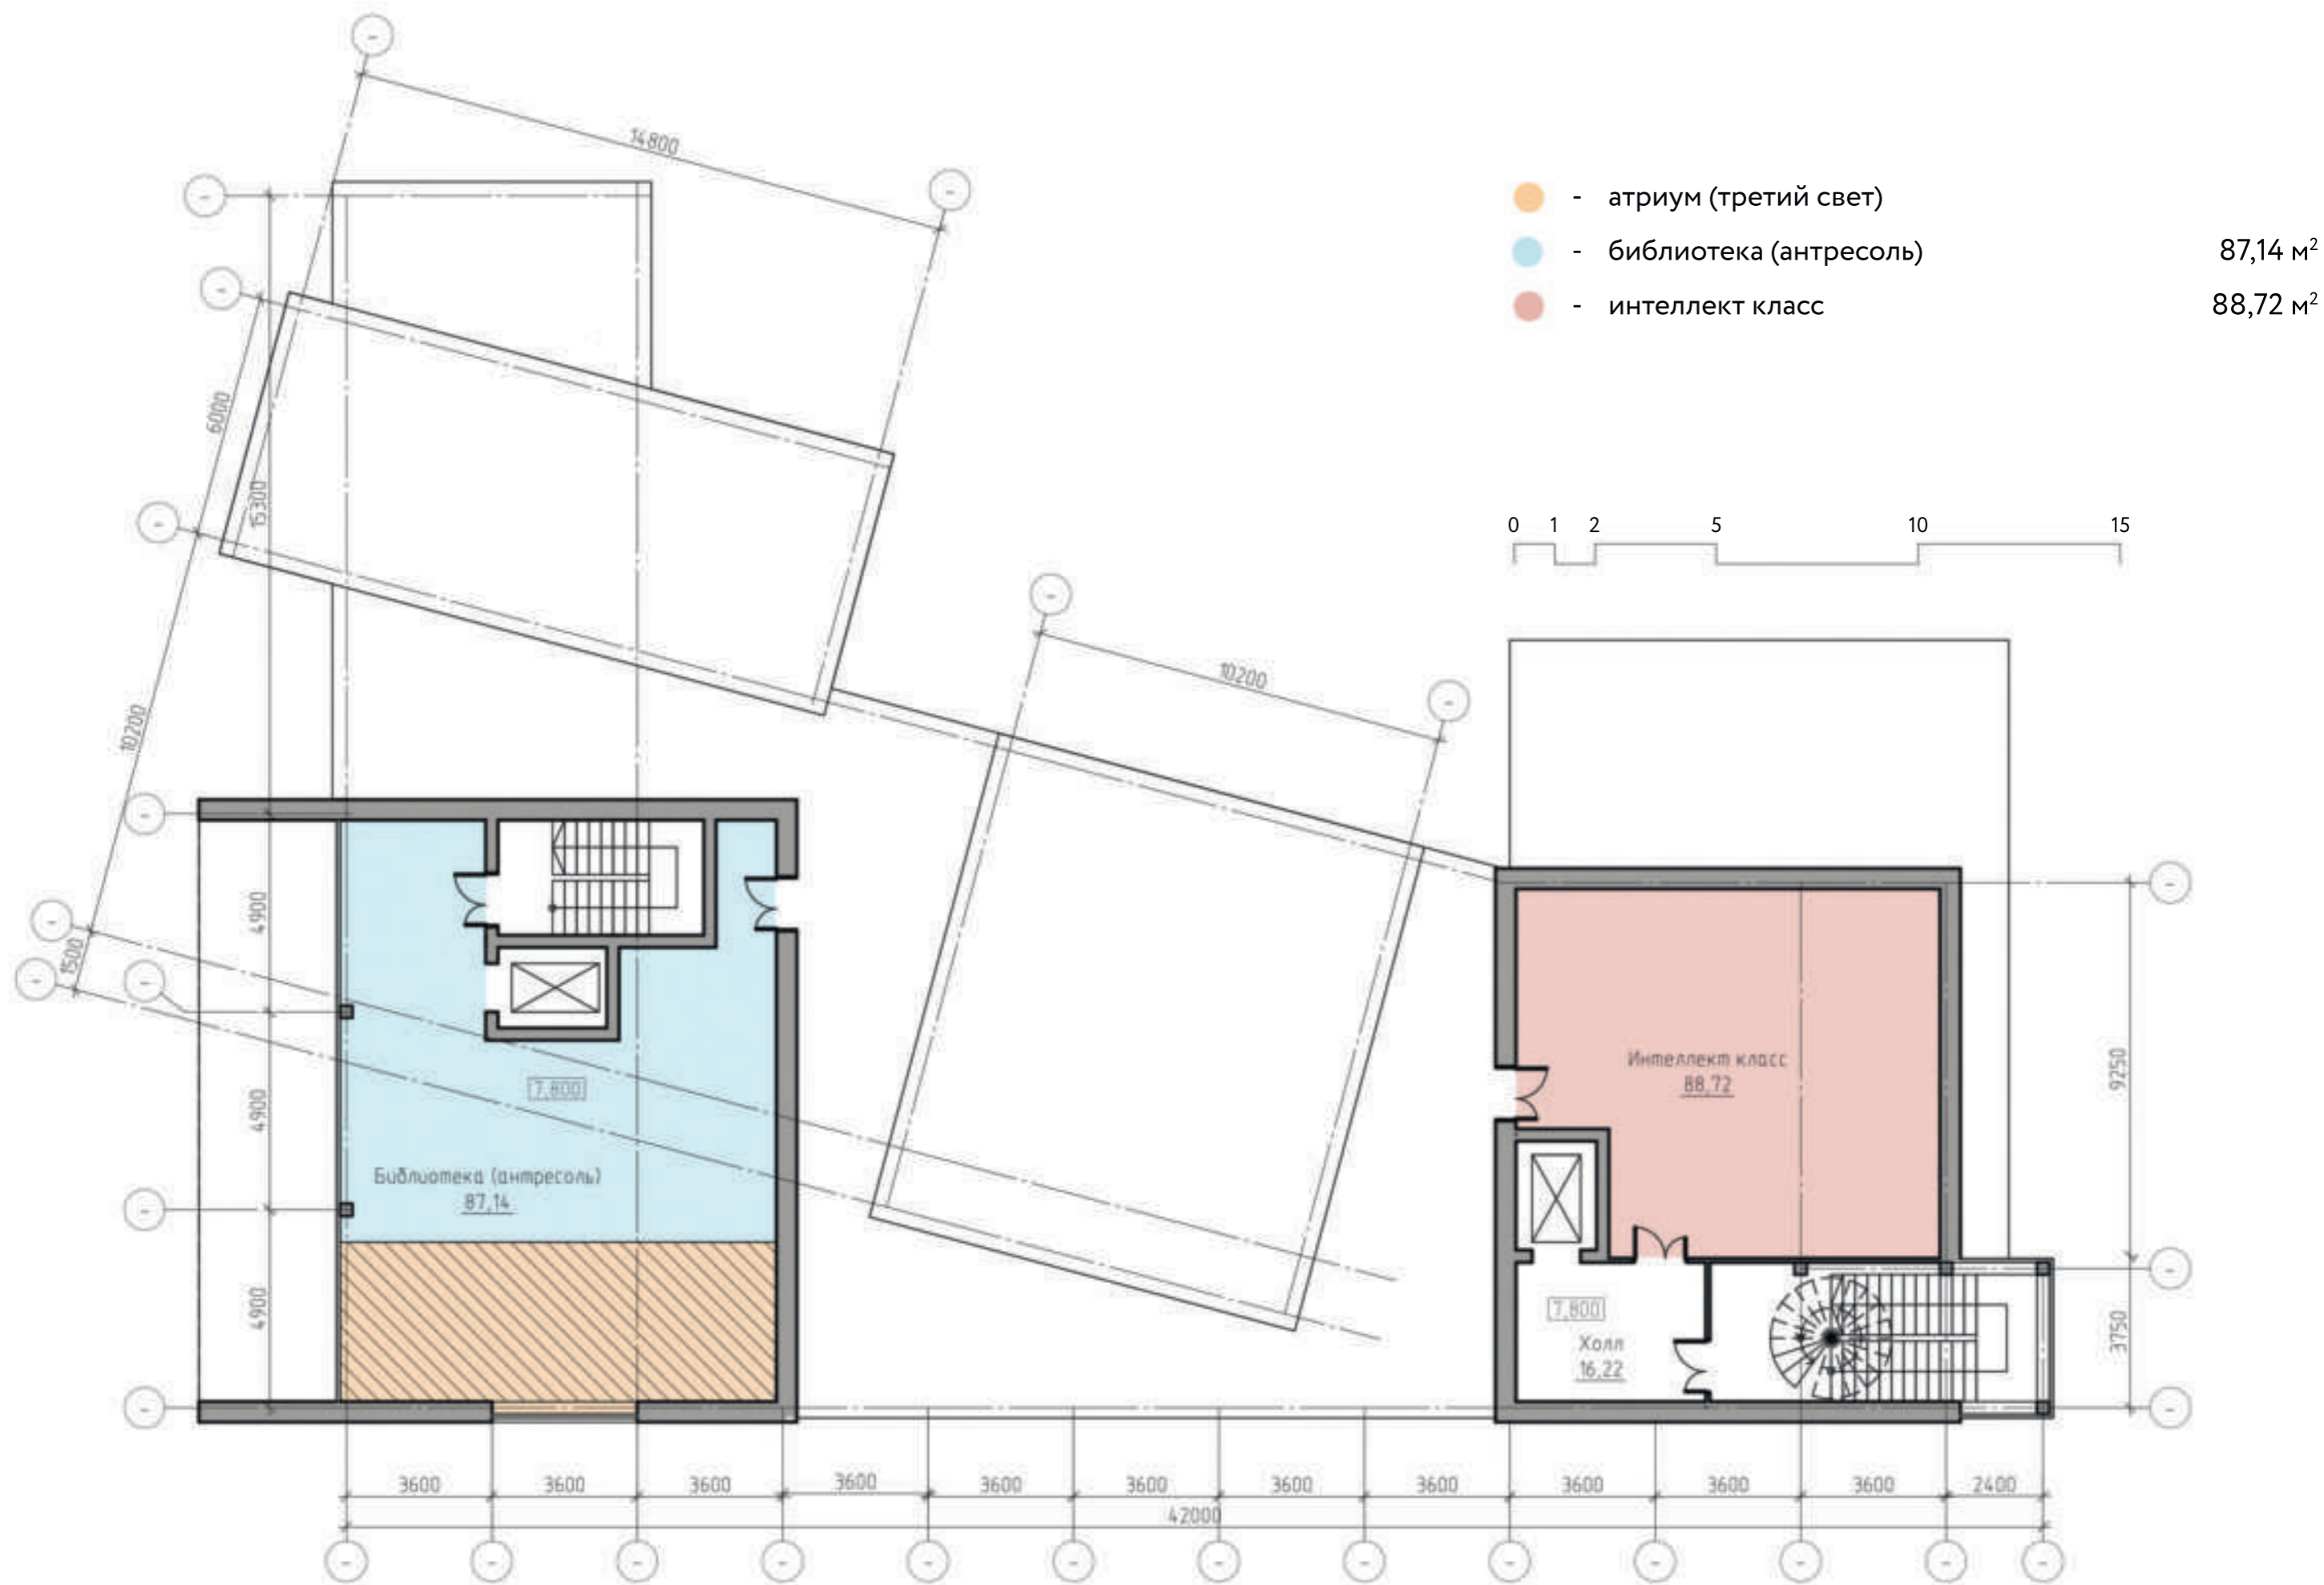 14800
- атриум (третий свет)
- библиотека (антресоль) 87,14 м²
- интеллект класс 88,72 м²
6000
15300
0 1 2 5 10 15
10200
10200
4900
1500
4900
4900
7,800
Библиотека (антресоль)
87,14
Интеллект класс
88,72
9250
7,800
Холл
16,22
3750
3600 3600 3600 3600 3600 3600 3600 3600 3600 3600 3600 2400
42000